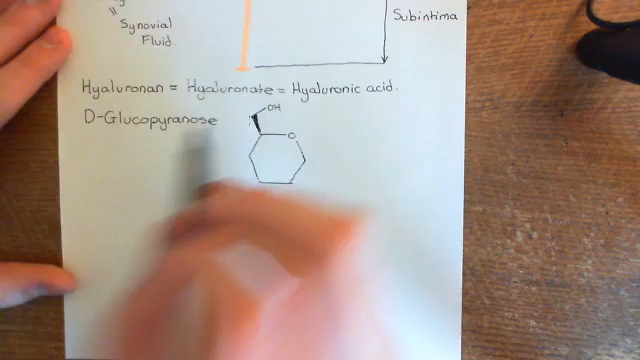 Synovial
Fluid.
Subintima
Hyaluronan = Hyaluronate = Hyaluronic acid.
D-Glucopyranose
OH
O